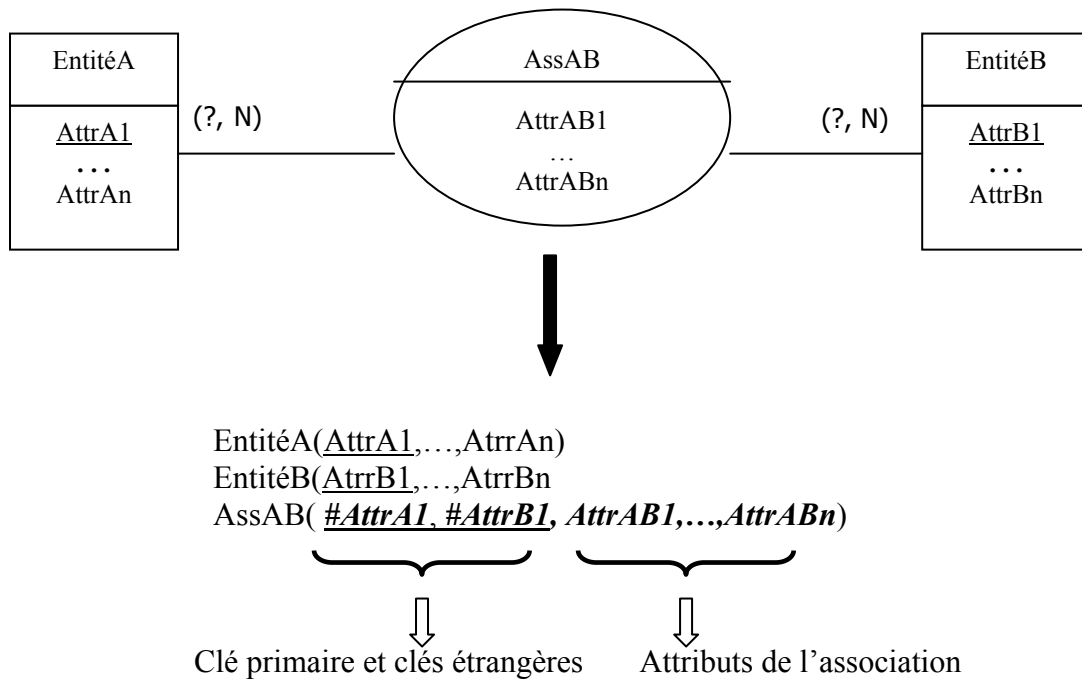 EntitéA
AssAB
EntitéB
AttrA1
…
AttrAn
(?, N)
AttrAB1
…
AttrABn
(?, N)
AttrB1
…
AttrBn
EntitéA(AttrA1,…,AtrrAn)
EntitéB(AtrrB1,…,AtrrBn
AssAB( #AttrA1, #AttrB1, AttrAB1,…,AttrABn)
Clé primaire et clés étrangères
Attributs de l’association